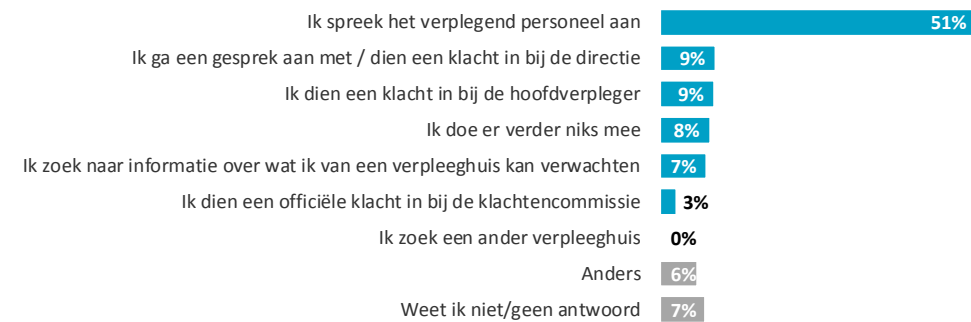 Ik spreek het verplegend personeel aan 51%
Ik ga een gesprek aan met / dien een klacht in bij de directie 9%
Ik dien een klacht in bij de hoofdverpleger 9%
Ik doe er verder niks mee 8%
Ik zoek naar informatie over wat ik van een verpleeghuis kan verwachten 7%
Ik dien een officiële klacht in bij de klachtencommissie 3%
Ik zoek een ander verpleeghuis 0%
Anders 6%
Weet ik niet/geen antwoord 7%